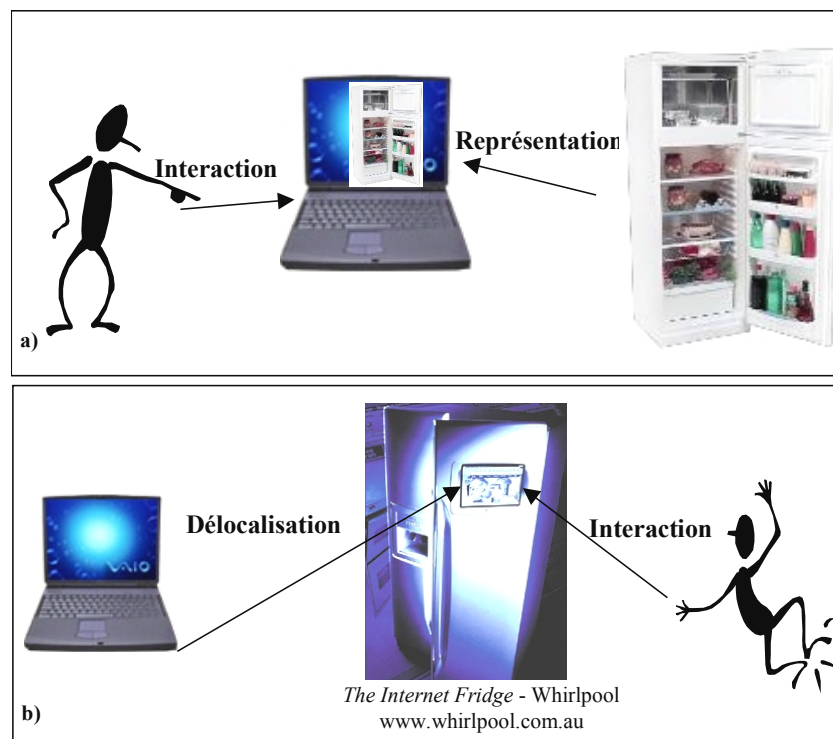 Interaction
Représentation
a)
Délocalisation
Interaction
VAIO
The Internet Fridge - Whirlpool
www.whirlpool.com.au
b)